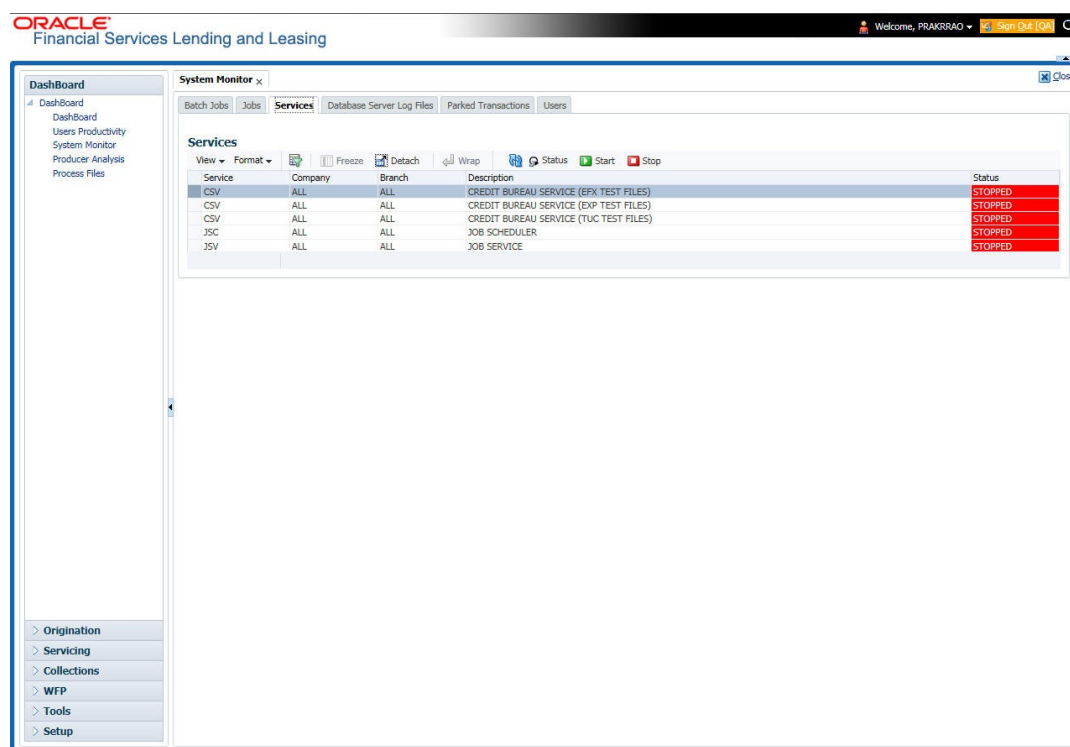 ORACLE
Financial Services Lending and Leasing
Welcome, PRAKRRAO
Sign Out [QA]
DashBoard
DashBoard
DashBoard
Users Productivity
System Monitor
Producer Analysis
Process Files
Origination
Servicing
Collections
WFP
Tools
Setup
System Monitor
Clos
Batch Jobs Jobs Services Database Server Log Files Parked Transactions Users
Services
View Format Freeze Detach Wrap Status Start Stop
Service Company Branch Description Status
CSV ALL ALL CREDIT BUREAU SERVICE (EFX TEST FILES) STOPPED
CSV ALL ALL CREDIT BUREAU SERVICE (EXP TEST FILES) STOPPED
CSV ALL ALL CREDIT BUREAU SERVICE (TUC TEST FILES) STOPPED
JSC ALL ALL JOB SCHEDULER STOPPED
JSV ALL ALL JOB SERVICE STOPPED